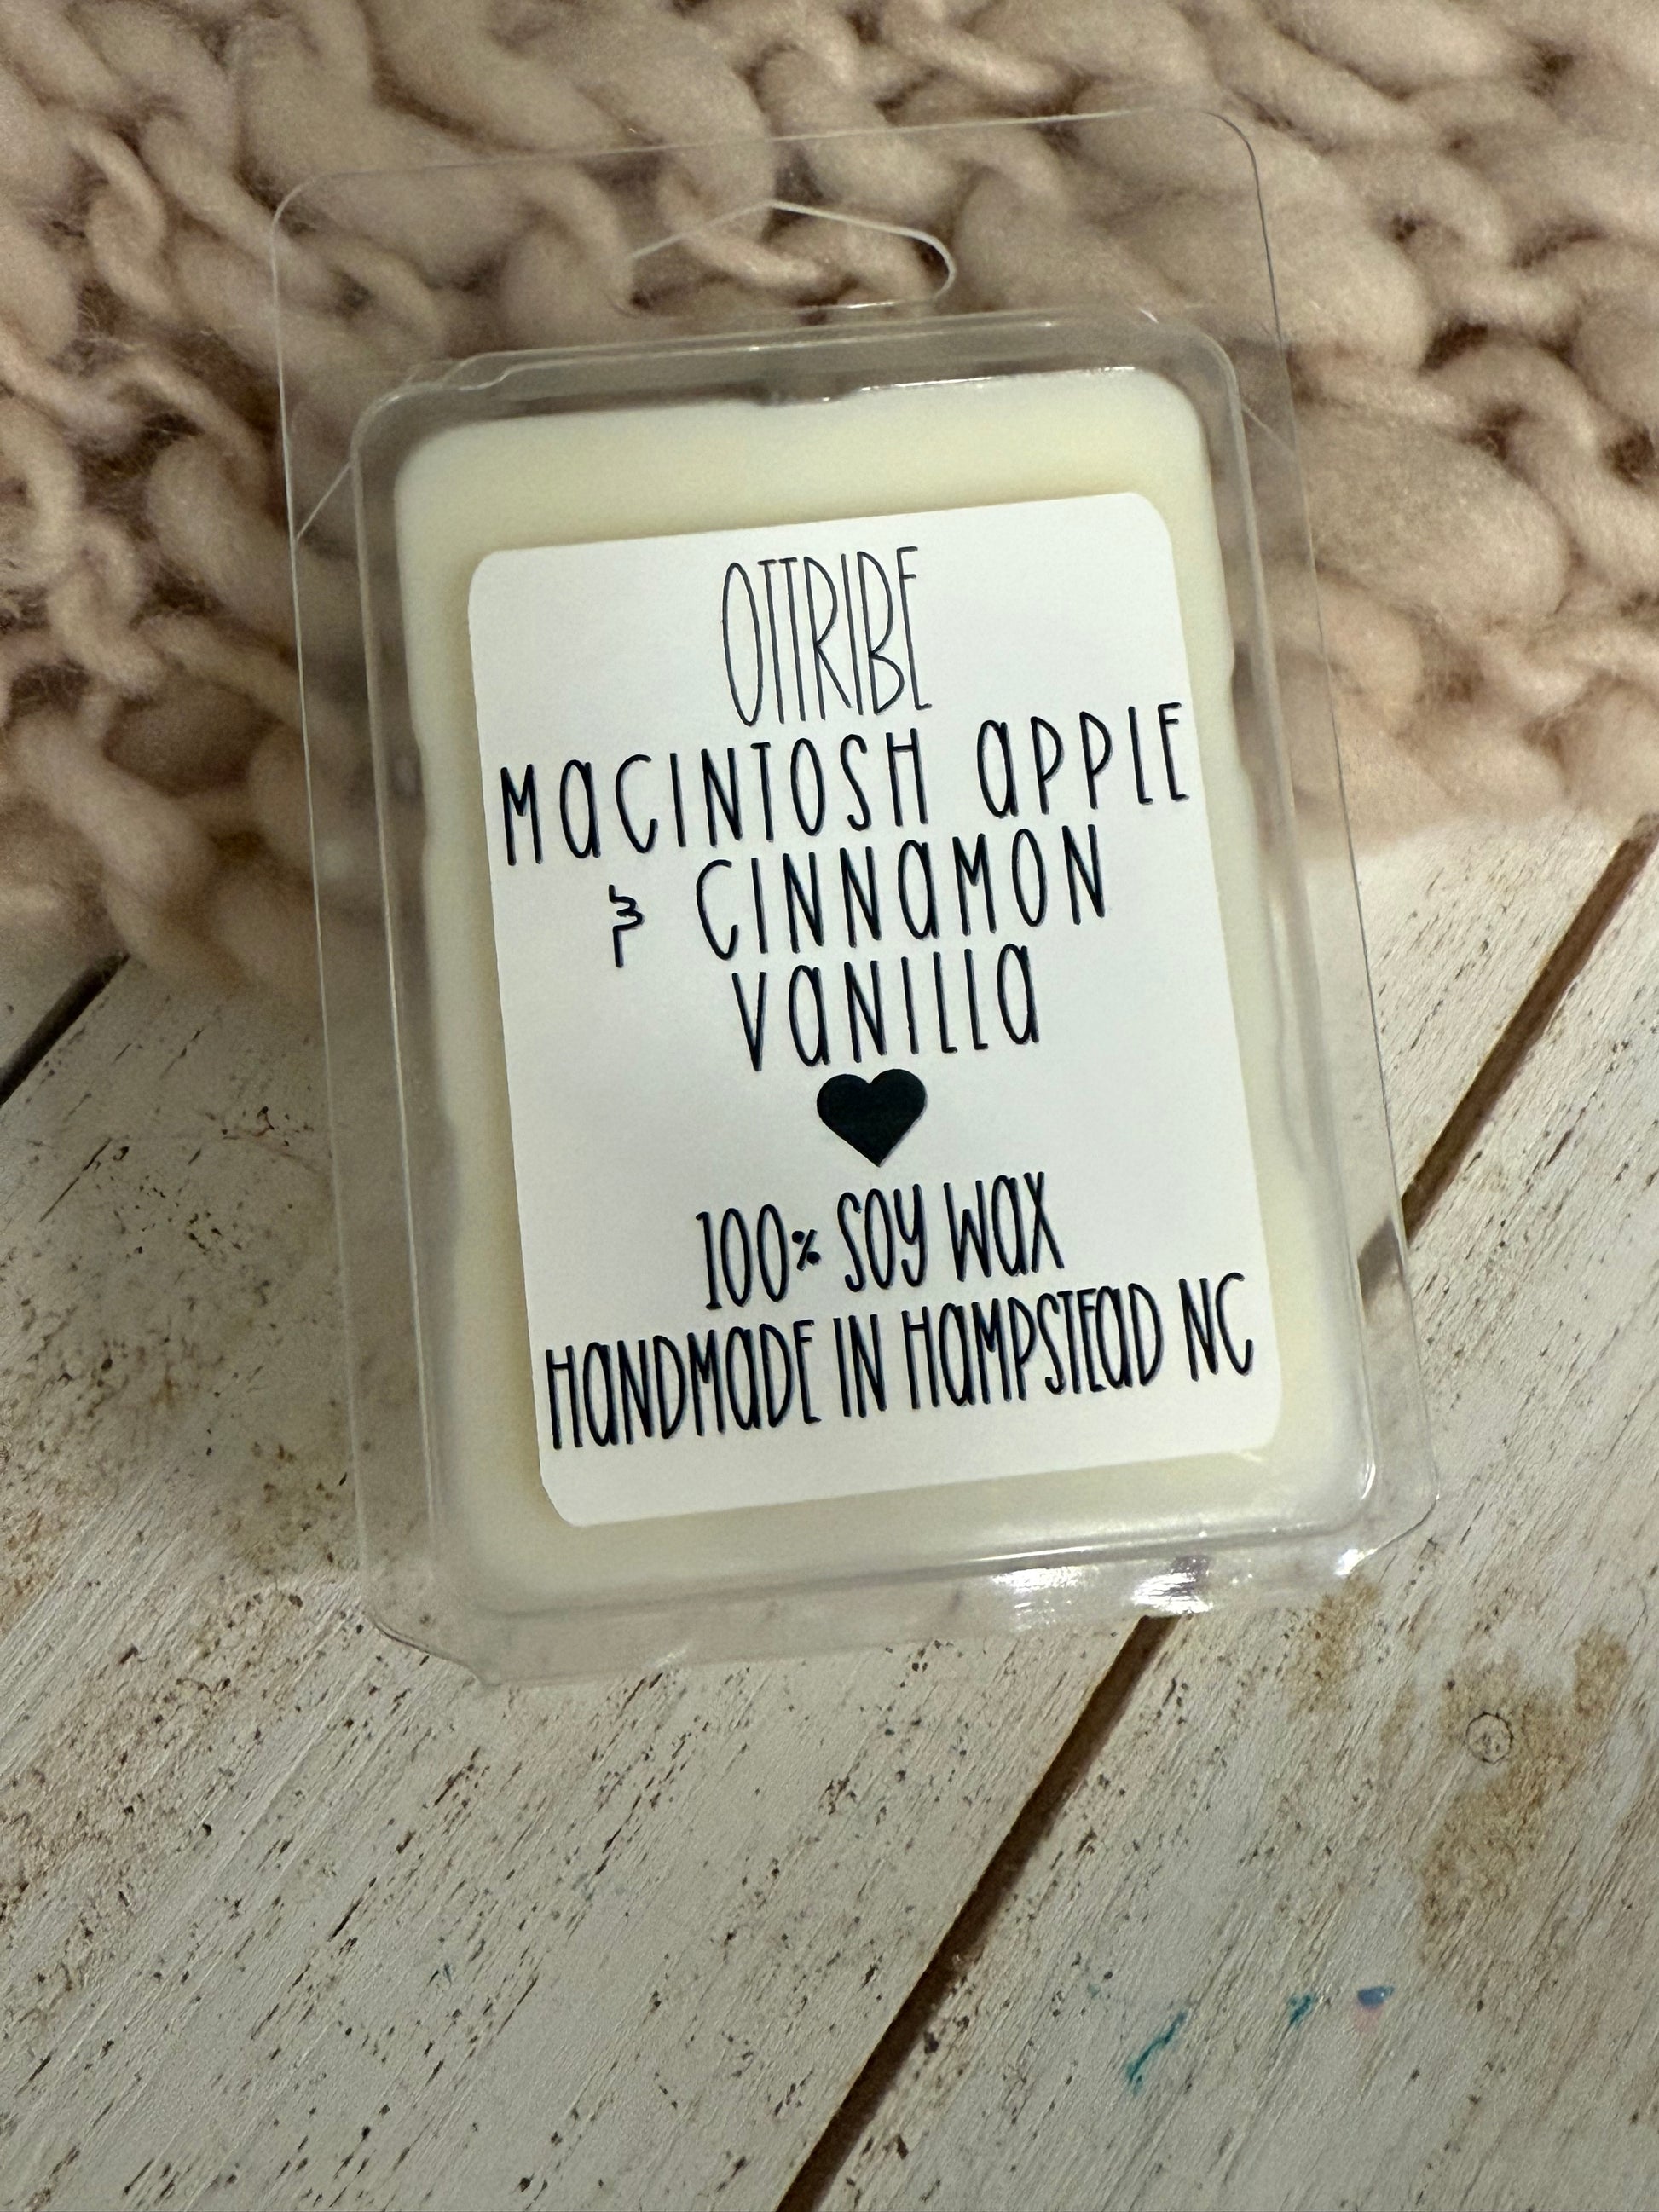 OTTRIBE
MaCINTOSH aPPLE
& CINNaMON
VaNILLa
100% SOY WaX
HaNDMaDE IN HaMPSTEaD NC